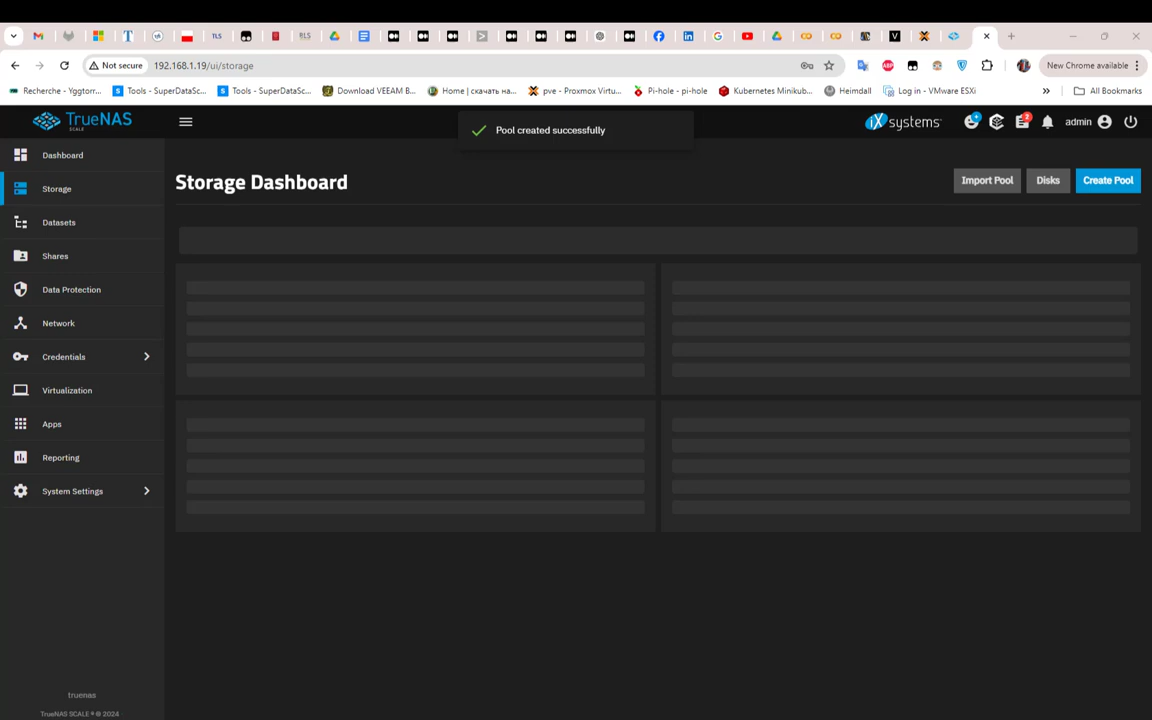 Not secure
192.168.1.19/ui/storage
New Chrome available
Recherche - Yggtorr...
Tools - SuperDataSc...
Tools - SuperDataSc...
Download VEEAM B...
Home | скачать на...
pve - Proxmox Virtu...
Pi-hole - pi-hole
Kubernetes Minikub...
Heimdall
Log in - VMware ESXi
All Bookmarks
TrueNAS
SCALE
Pool created successfully
iXsystems
2
admin
Dashboard
Storage
Datasets
Shares
Data Protection
Network
Credentials
Virtualization
Apps
Reporting
System Settings
Storage Dashboard
Import Pool
Disks
Create Pool
truenas
TrueNAS SCALE ® © 2024